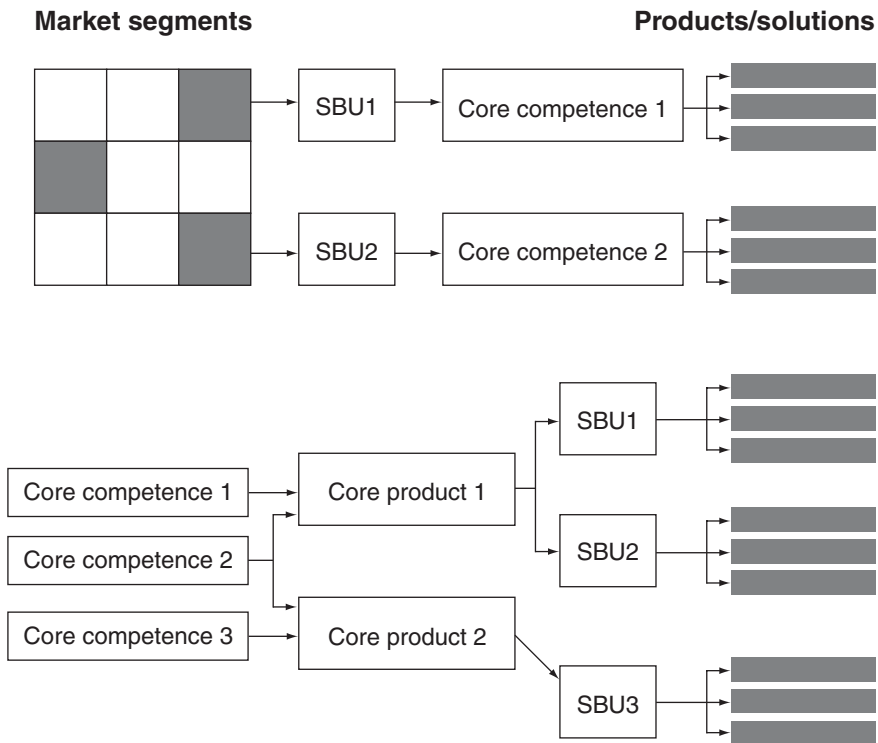 Market segments
Products/solutions
SBU1
Core competence 1
SBU2
Core competence 2
SBU1
Core competence 1
Core product 1
Core competence 2
SBU2
Core competence 3
Core product 2
SBU3